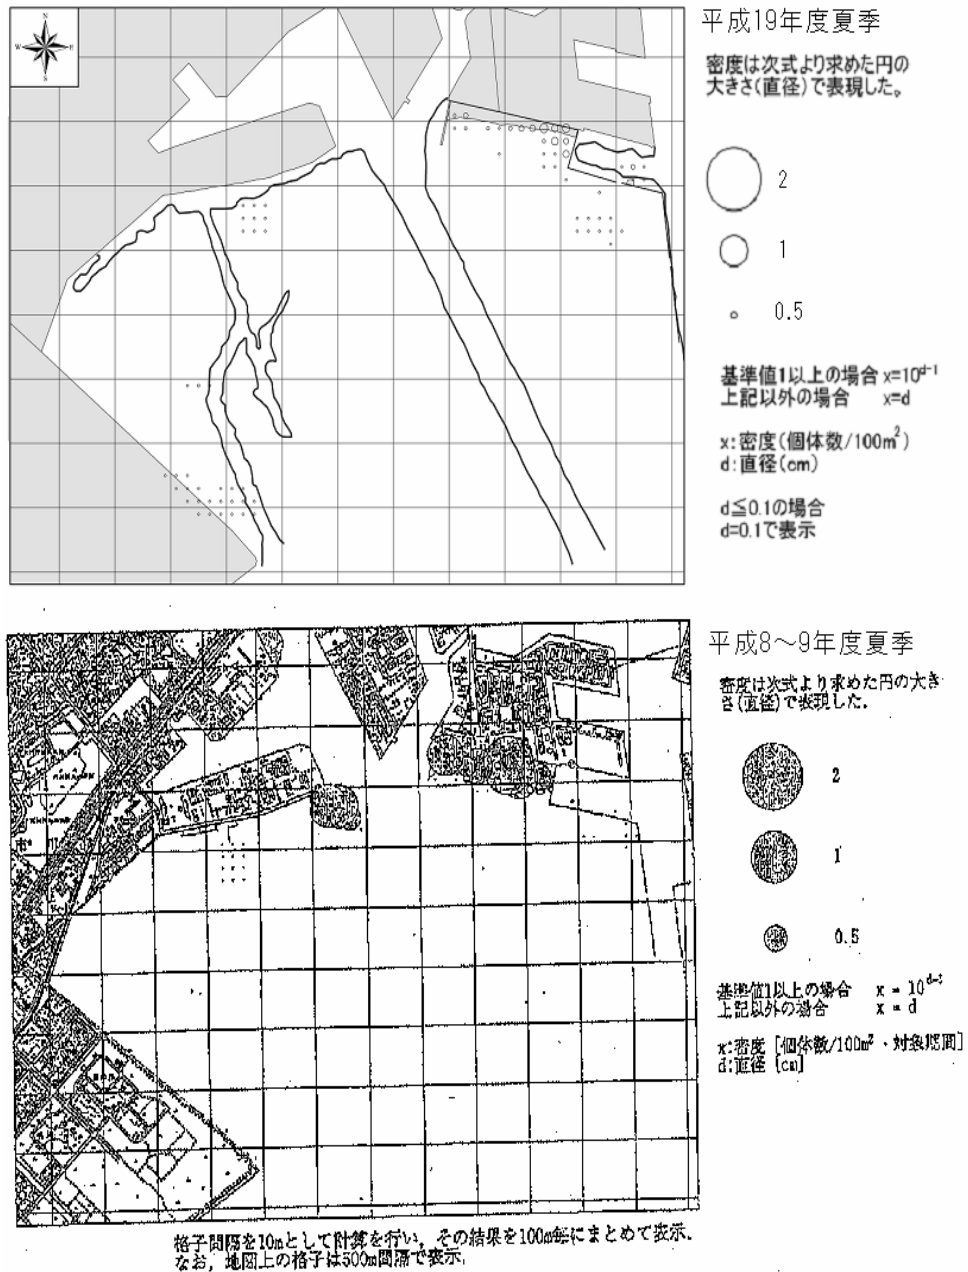 N
W
E
S
平成19年度夏季
密度は次式より求めた円の
大きさ(直径)で表現した。
2
1
0.5
基準値1以上の場合 x=10^d-1
上記以外の場合 x=d
x:密度(個体数/100m²)
d:直径(cm)
d≦0.1の場合
d=0.1で表示
平成8～9年度夏季
密度は次式より求めた円の大き
さ(直径)で表現した.
2
1
0.5
基準値1以上の場合 x = 10
上記以外の場合 x = d
x:密度 [個体数/100m²・対象期間]
d:直径 [cm]
格子間隔を10mとして計算を行い, その結果を100m毎にまとめて表示.
なお, 地図上の格子は500m間隔で表示.